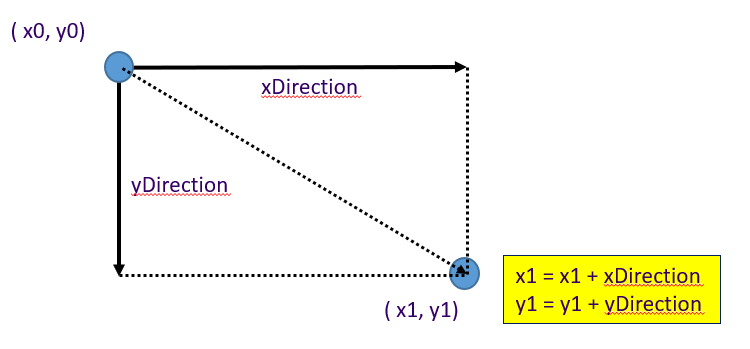 ( x0, y0)
xDirection
yDirection
x1 = x1 + xDirection
y1 = y1 + yDirection
( x1, y1)